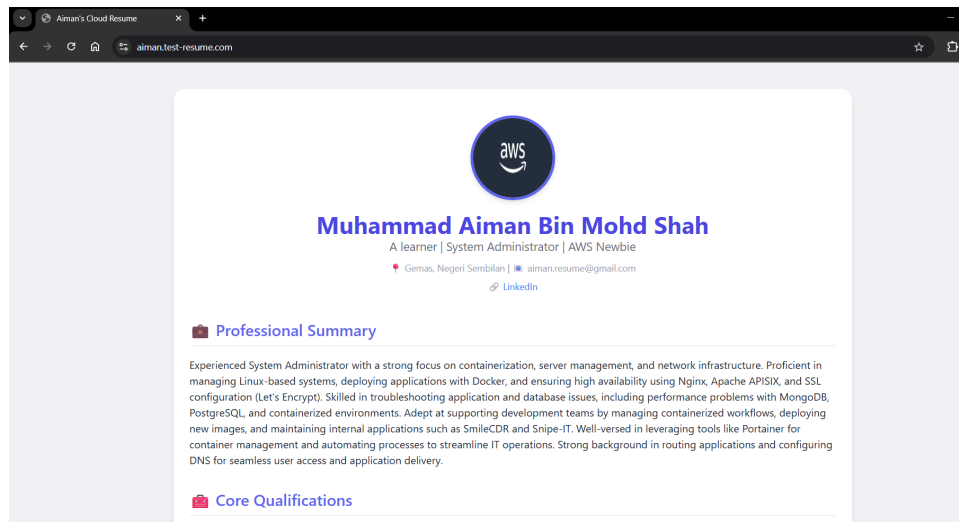 Aiman's Cloud Resume
aiman.test-resume.com
aws
Muhammad Aiman Bin Mohd Shah
A learner | System Administrator | AWS Newbie
Gemas, Negeri Sembilan | aiman.resume@gmail.com
LinkedIn
Professional Summary
Experienced System Administrator with a strong focus on containerization, server management, and network infrastructure. Proficient in
managing Linux-based systems, deploying applications with Docker, and ensuring high availability using Nginx, Apache APISIX, and SSL
configuration (Let's Encrypt). Skilled in troubleshooting application and database issues, including performance problems with MongoDB,
PostgreSQL, and containerized environments. Adept at supporting development teams by managing containerized workflows, deploying
new images, and maintaining internal applications such as SmileCDR and Snipe-IT. Well-versed in leveraging tools like Portainer for
container management and automating processes to streamline IT operations. Strong background in routing applications and configuring
DNS for seamless user access and application delivery.
Core Qualifications